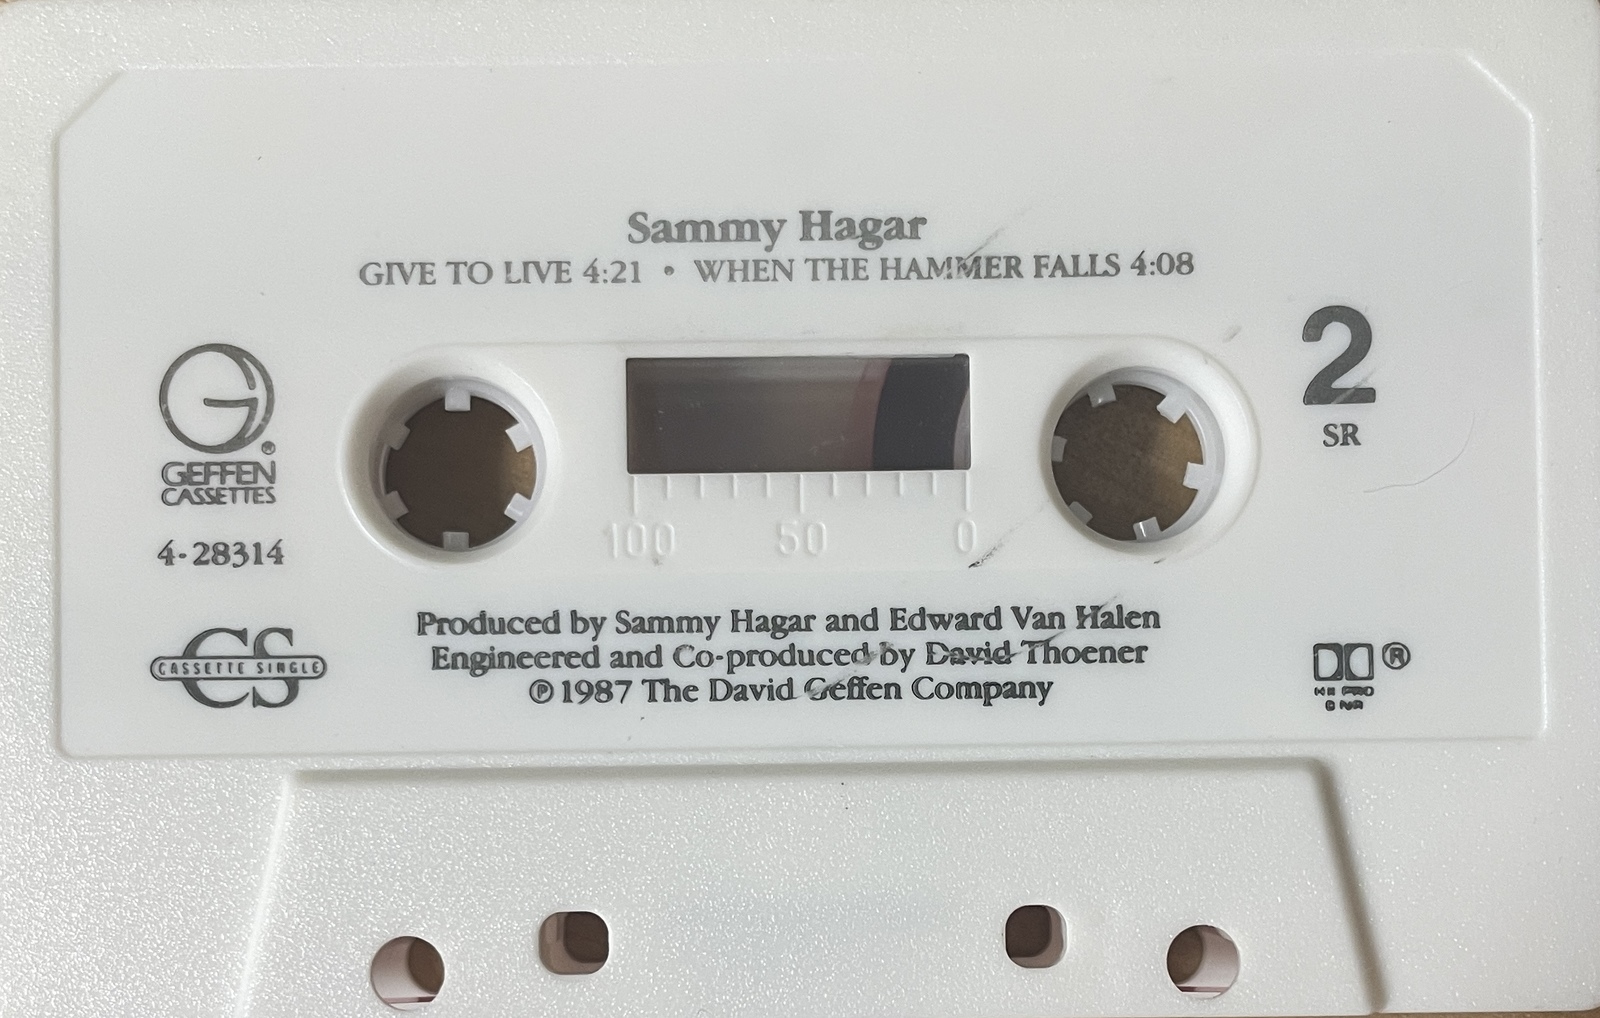 Sammy Hagar
GIVE TO LIVE 4:21 • WHEN THE HAMMER FALLS 4:08
2
SR
G®
GEFFEN
CASSETTES
4-28314
100 50 0
CS
CASSETTE SINGLE
Produced by Sammy Hagar and Edward Van Halen
Engineered and Co-produced by David Thoener
℗ 1987 The David Geffen Company
®